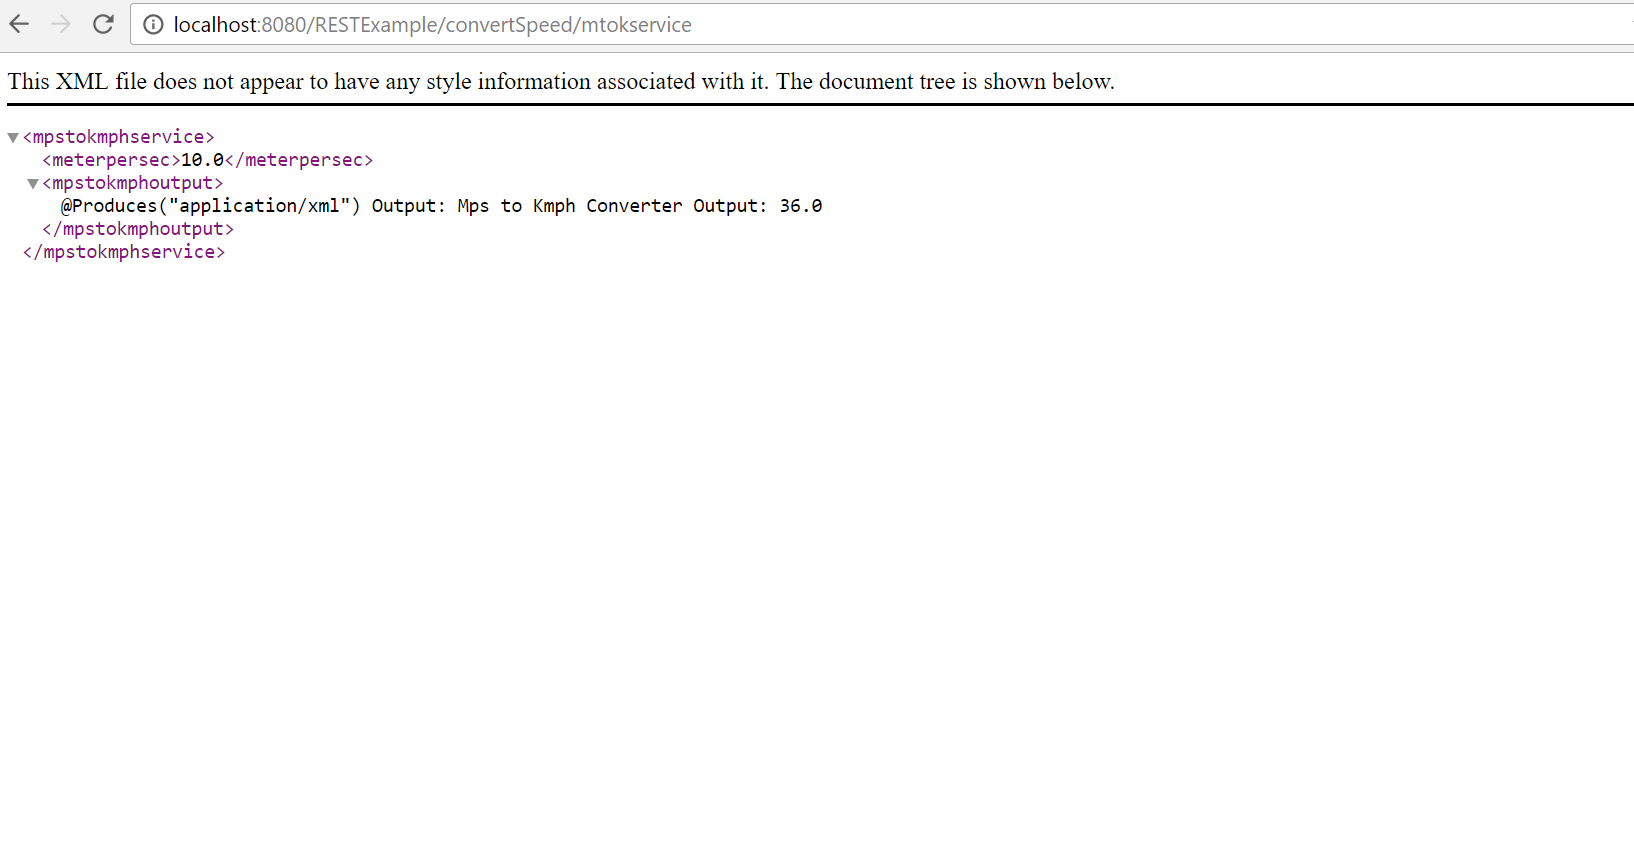 localhost:8080/RESTExample/convertSpeed/mtokservice
This XML file does not appear to have any style information associated with it. The document tree is shown below.
<mpstokmphservice>
<meterpersec>10.0</meterpersec>
<mpstokmphoutput>
@Produces("application/xml") Output: Mps to Kmph Converter Output: 36.0
</mpstokmphoutput>
</mpstokmphservice>